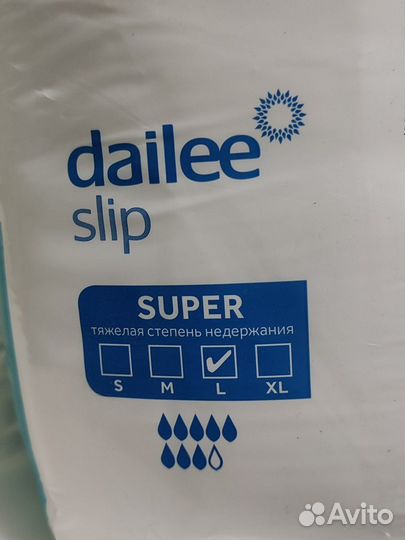 dailee
slip
SUPER
тяжелая степень недержания
S M L XL
Avito